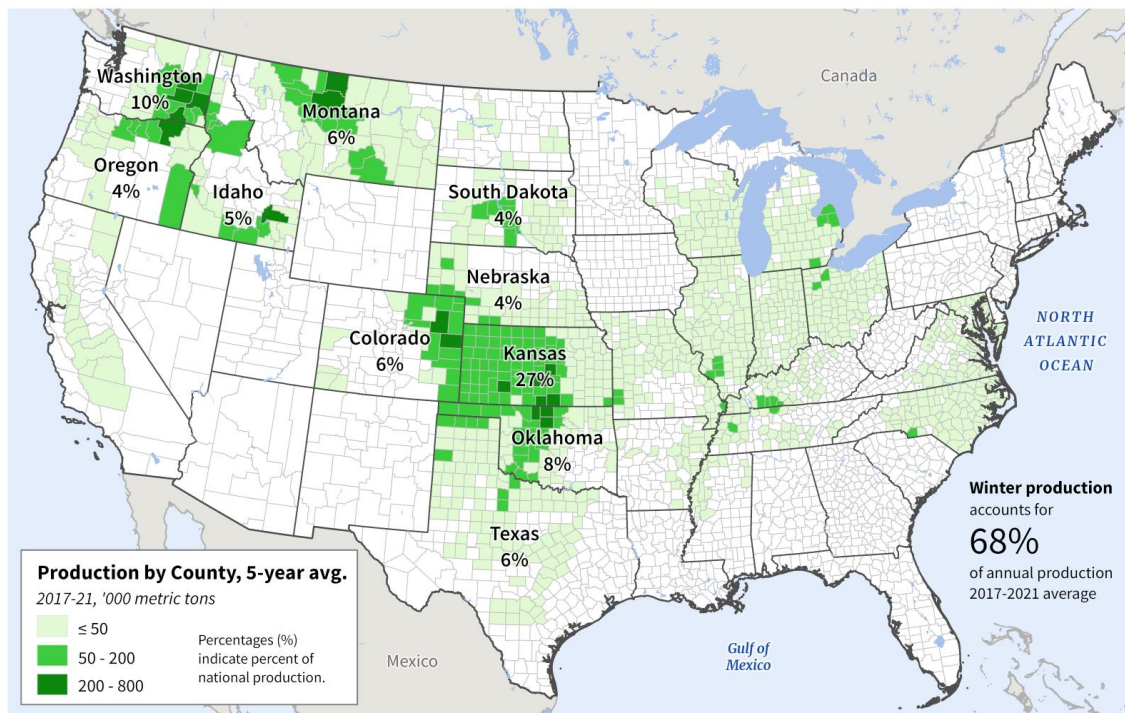 Canada
Washington
10%
Montana
6%
Oregon
4%
Idaho
5%
South Dakota
4%
Nebraska
4%
Colorado
6%
Kansas
27%
Oklahoma
8%
Texas
6%
NORTH
ATLANTIC
OCEAN
Winter production
accounts for
68%
of annual production
2017-2021 average
Production by County, 5-year avg.
2017-21, '000 metric tons
≤ 50
50 - 200
200 - 800
Percentages (%)
indicate percent of
national production.
Mexico
Gulf of
Mexico